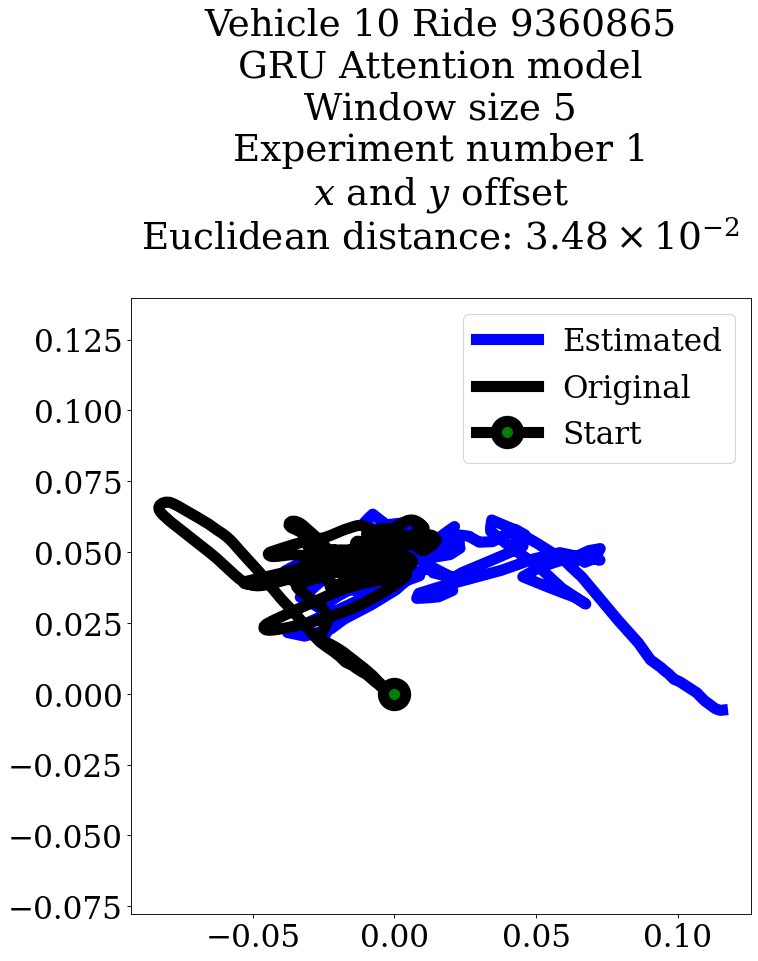 Vehicle 10 Ride 9360865
GRU Attention model
Window size 5
Experiment number 1
x and y offset
Euclidean distance: 3.48 × 10⁻²
Estimated
Original
Start
0.125
0.100
0.075
0.050
0.025
0.000
−0.025
−0.050
−0.075
−0.05 0.00 0.05 0.10